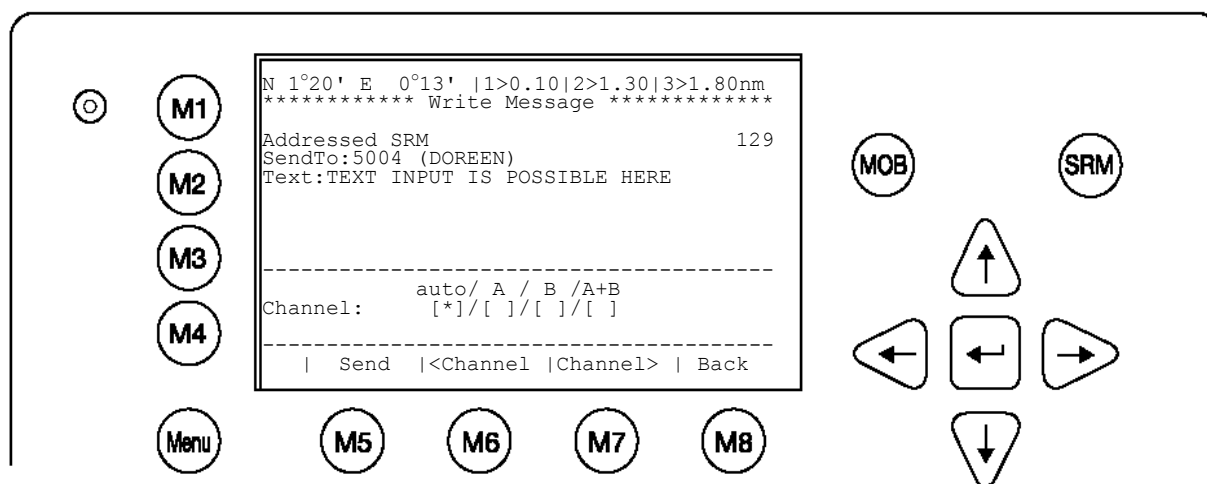 N 1°20' E  0°13' |1>0.10|2>1.30|3>1.80nm
************ Write Message *************
Addressed SRM 129
SendTo:5004 (DOREEN)
Text:TEXT INPUT IS POSSIBLE HERE
----------------------------------------
auto/ A / B /A+B
Channel: [*]/[ ]/[ ]/[ ]
----------------------------------------
| Send |<Channel |Channel> | Back
M1
M2
M3
M4
Menu
M5
M6
M7
M8
MOB
SRM